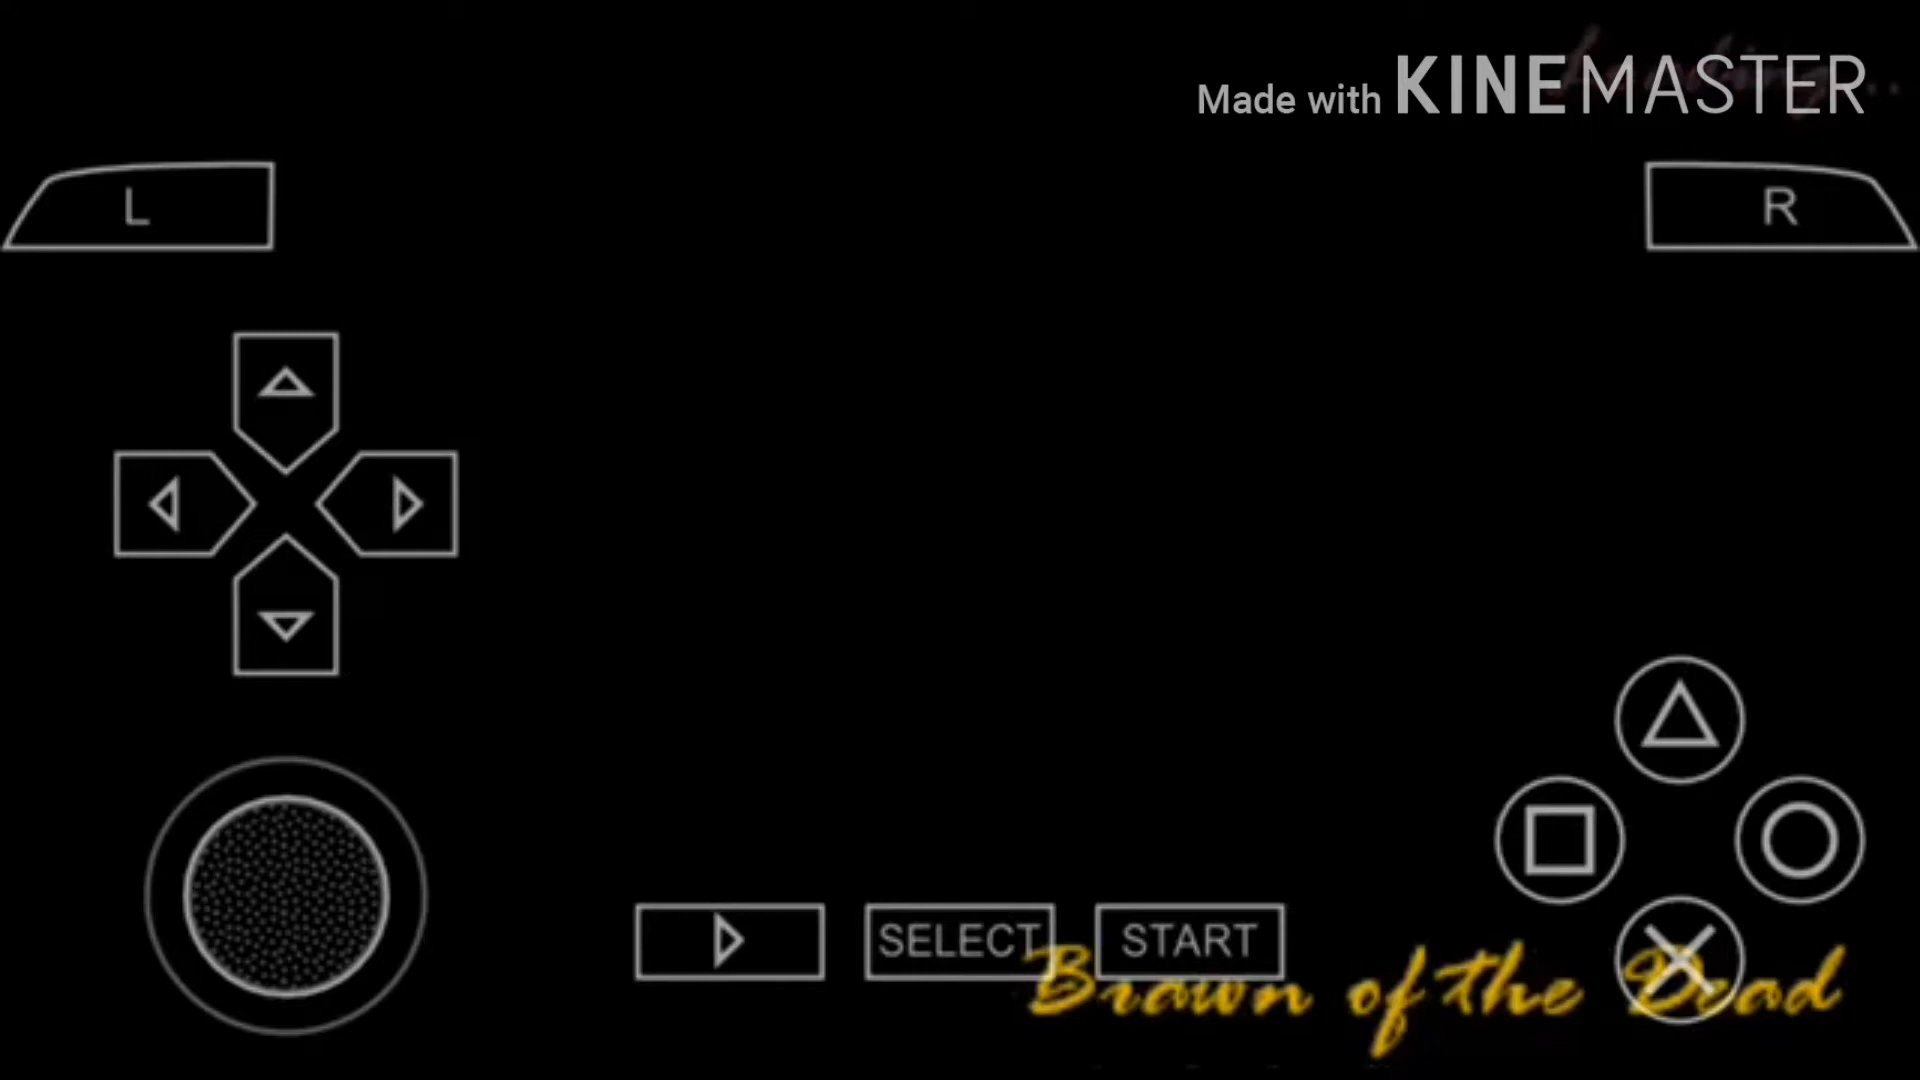 Made with KINEMASTER
L
R
SELECT
START
Brawn of the Dead